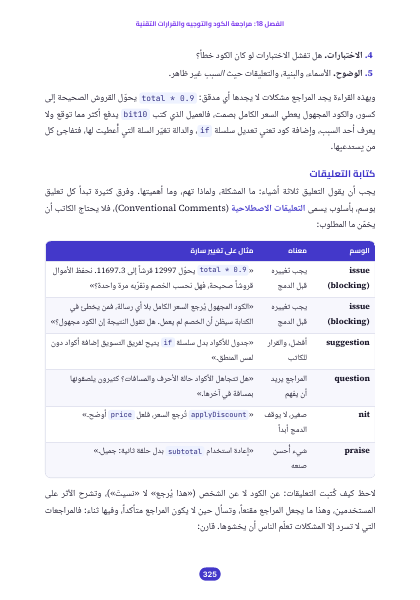 الفصل 18: مراجعة الكود والتوجيه والقرارات التقنية
4. الاختبارات. هل تفشل الاختبارات لو كان الكود خطأً؟
5. الوضوح. الأسماء، والبنية، والتعليقات حيث السبب غير ظاهر.
وبهذه القراءة يجد المراجع مشكلات لا يجدها أي مدقق: total * 0.9 يحوّل القروش الصحيحة إلى
كسور، والكود المجهول يعطي السعر الكامل بصمت، فالعميل الذي كتب bit10 يدفع أكثر مما توقع ولا
يعرف أحد السبب، وإضافة كود تعني تعديل سلسلة if، والدالة تغيّر السلة التي أُعطيت لها، فتفاجئ كل
من يستدعيها.
كتابة التعليقات
يجب أن يقول التعليق ثلاثة أشياء: ما المشكلة، ولماذا تهم، وما أهميتها. وفرق كثيرة تبدأ كل تعليق
بوسم، بأسلوب يسمى التعليقات الاصطلاحية (Conventional Comments)، فلا يحتاج الكاتب أن
يخمّن ما المطلوب:
الوسم معناه مثال على تغيير سارة
issue يجب تغييره «total * 0.9 يحوّل 12997 قرشاً إلى 11697.3. نحفظ الأموال
(blocking) قبل الدمج قروشاً صحيحة، فهل نحسب الخصم ونقرّبه مرة واحدة؟»
issue يجب تغييره «الكود المجهول يُرجع السعر الكامل بلا أي رسالة، فمن يخطئ في
(blocking) قبل الدمج الكتابة سيظن أن الخصم لم يعمل. هل تقول النتيجة إن الكود مجهول؟»
suggestion أفضل، والقرار «جدول للأكواد بدل سلسلة if يتيح لفريق التسويق إضافة أكواد دون
للكاتب لمس المنطق.»
question المراجع يريد «هل نتجاهل الأكواد حالة الأحرف والمسافات؟ كثيرون يلصقونها
أن يفهم بمسافة في آخرها.»
nit صغير، لا يوقف «applyDiscount تُرجع السعر، فلعل price أوضح.»
الدمج أبداً
praise شيء أُحسن «إعادة استخدام subtotal بدل حلقة ثانية: جميل.»
صنعه
لاحظ كيف كُتبت التعليقات: عن الكود لا عن الشخص («هذا يُرجع» لا «نسيتَ»)، وتشرح الأثر على
المستخدمين، وهذا ما يجعل المراجع مقنعاً، وتسأل حين لا يكون المراجع متأكداً، وفيها ثناء: فالمراجعات
التي لا تسرد إلا المشكلات تعلّم الناس أن يخشوها. قارن:
325